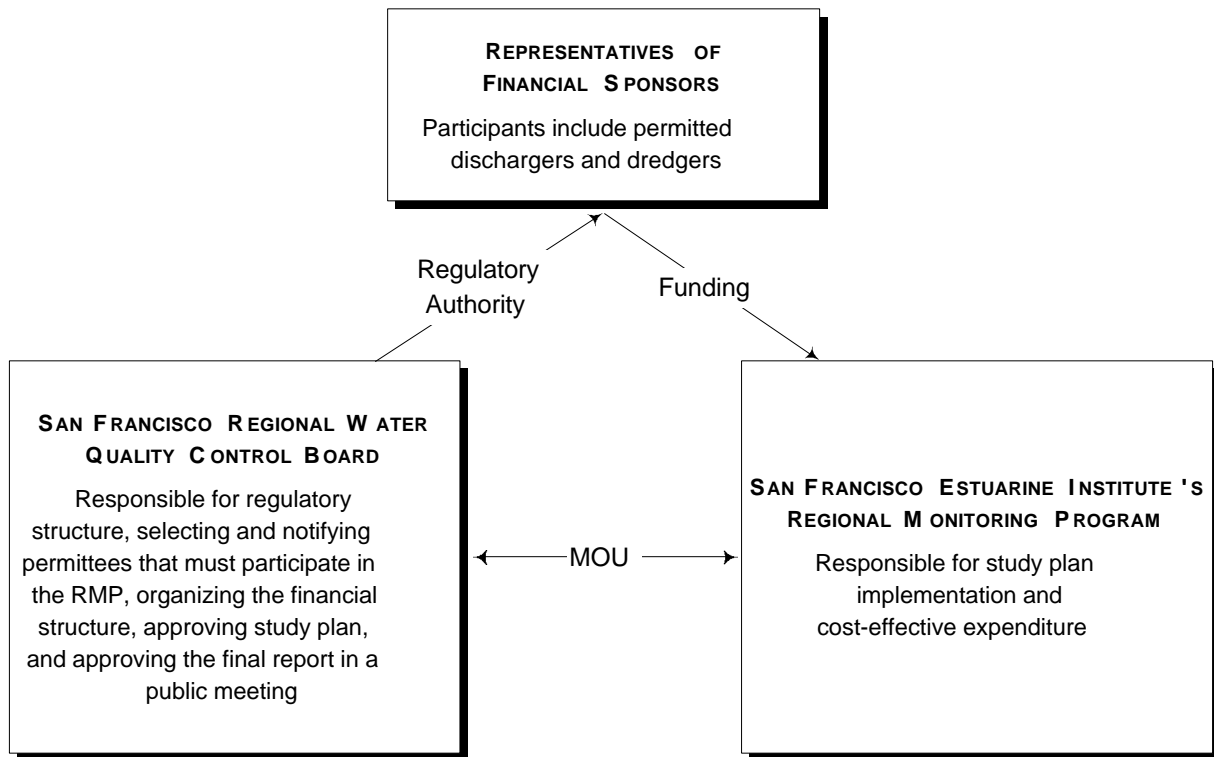 REPRESENTATIVES OF
FINANCIAL SPONSORS
Participants include permitted
dischargers and dredgers
Regulatory
Authority
Funding
SAN FRANCISCO REGIONAL WATER
QUALITY CONTROL BOARD
Responsible for regulatory
structure, selecting and notifying
permittees that must participate in
the RMP, organizing the financial
structure, approving study plan,
and approving the final report in a
public meeting
MOU
SAN FRANCISCO ESTUARINE INSTITUTE'S
REGIONAL MONITORING PROGRAM
Responsible for study plan
implementation and
cost-effective expenditure